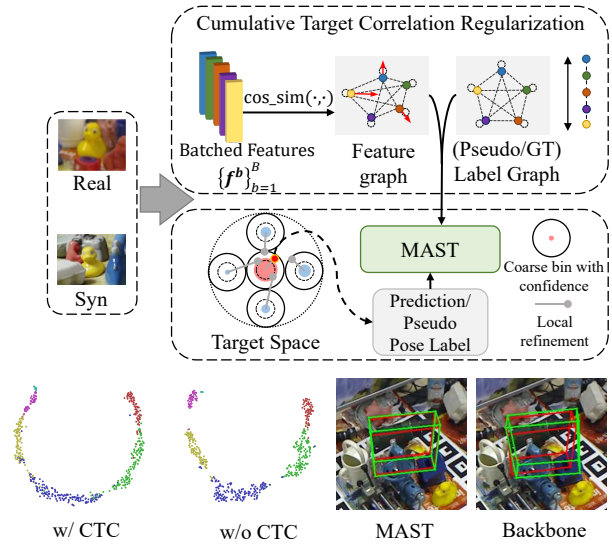 Cumulative Target Correlation Regularization
cos_sim(·,·)
Batched Features
{f^b}_{b=1}^B
Feature
graph
(Pseudo/GT)
Label Graph
Real
Syn
MAST
Prediction/
Pseudo
Pose Label
Target Space
Coarse bin with
confidence
Local
refinement
w/ CTC
w/o CTC
MAST
Backbone